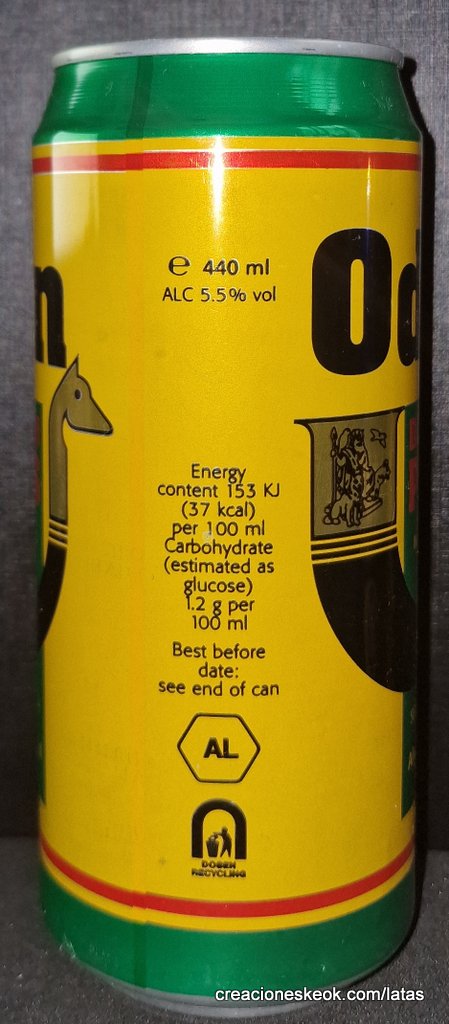 n
Od
℮ 440 ml
ALC 5.5% vol
Energy
content 153 KJ
(37 kcal)
per 100 ml
Carbohydrate
(estimated as
glucose)
1.2 g per
100 ml
Best before
date:
see end of can
AL
DOSEN
RECYCLING
creacioneskeok.com/latas